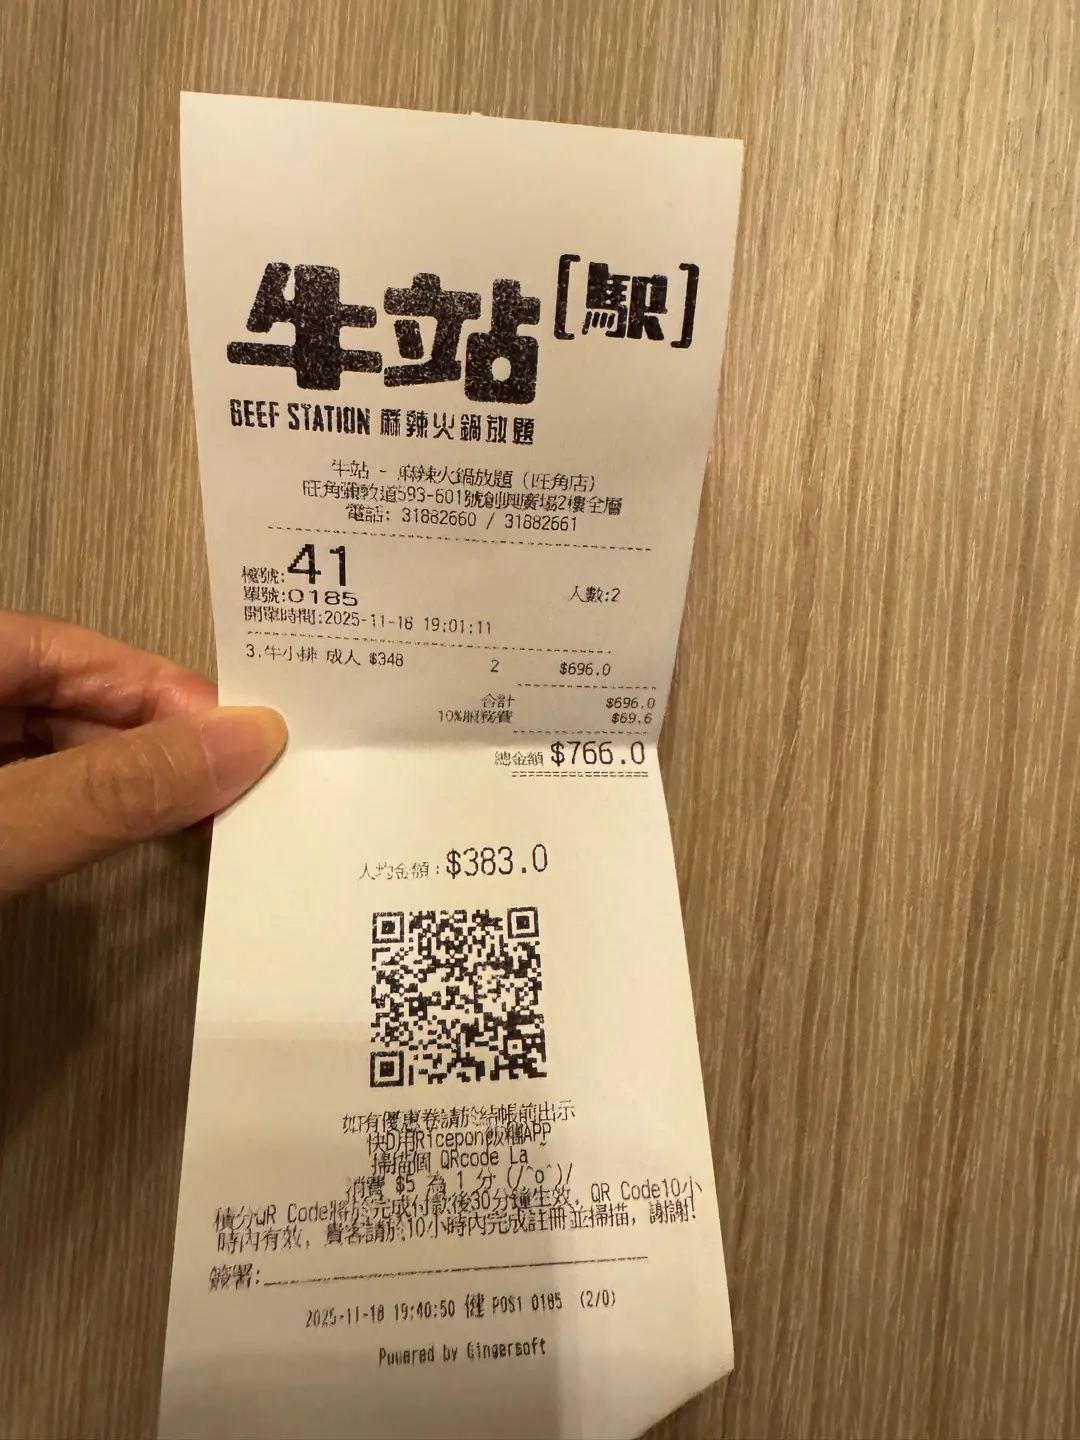 牛站[駅]
BEEF STATION 麻辣火鍋放題
牛站 - 麻辣火鍋放題 (旺角店)
旺角彌敦道593-601號創興廣場2樓全層
電話: 31882660 / 31882661
檯號:41
單號:0185 人數:2
開單時間:2025-11-18 19:01:11
3.牛小排 成人 $348 2 $696.0
合計 $696.0
10%服務費 $69.6
總金額 $766.0
人均金額:$383.0
如有優惠卷請於結帳前出示
快D用Ricepon飯糰APP
掃描個 QRcode La~
消費 $5 為 1 分 (/^o^)/
積分QR Code將於完成付款後30分鐘生效, QR Code10小
時內有效, 貴客請於10小時內完成註冊並掃描, 謝謝!
簽署:
2025-11-18 19:40:50 健 POS1 0185 (2/0)
Powered by Gingersoft